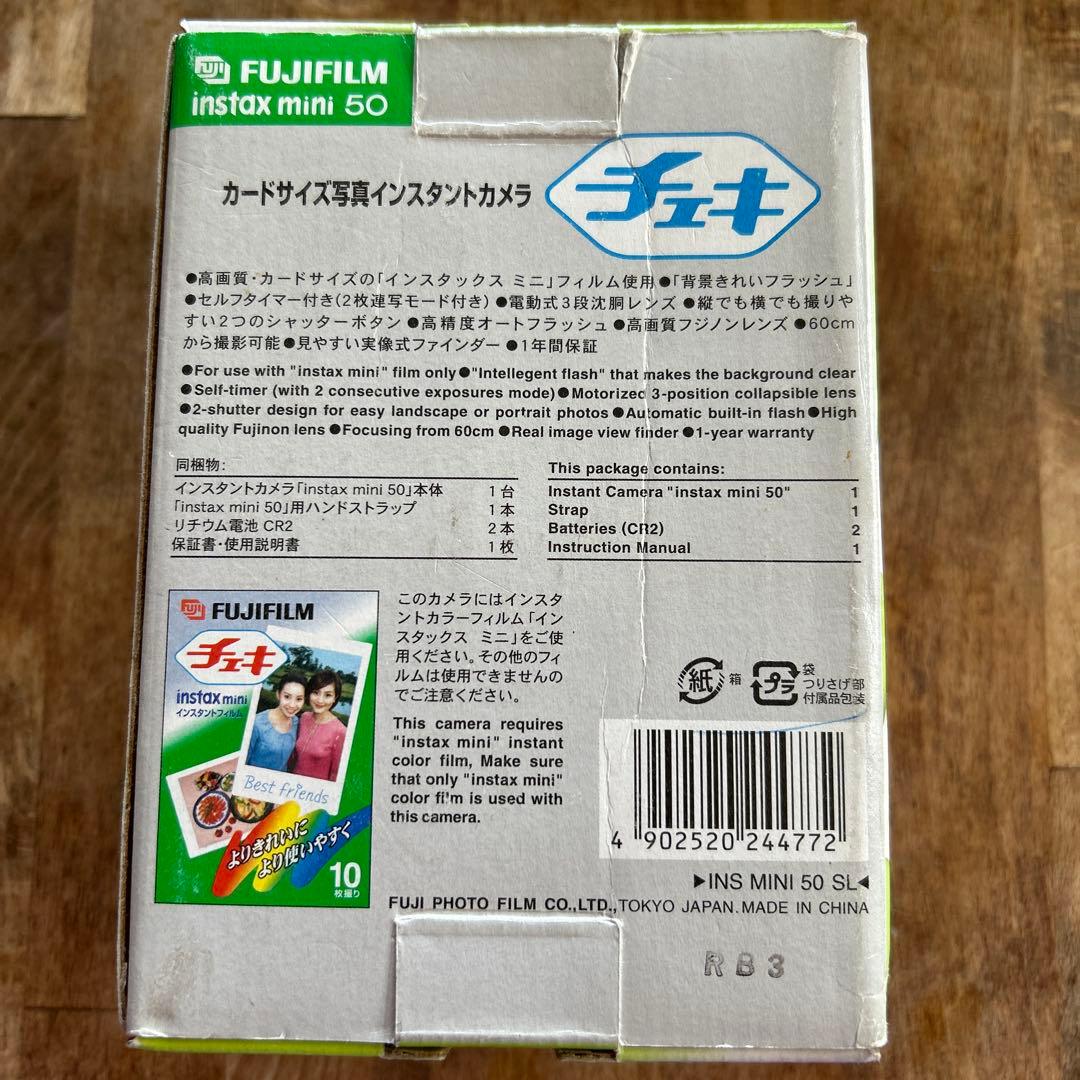 FUJI FUJIFILM
instax mini 50
カードサイズ写真インスタントカメラ
チェキ
●高画質・カードサイズの「インスタックス ミニ」フィルム使用●「背景きれいフラッシュ」
●セルフタイマー付き(2枚連写モード付き)●電動式3段沈胴レンズ●縦でも横でも撮りや
すい2つのシャッターボタン●高精度オートフラッシュ●高画質フジノンレンズ●60cm
から撮影可能●見やすい実像式ファインダー●1年間保証
●For use with "instax mini" film only●"Intellegent flash" that makes the background clear
●Self-timer (with 2 consecutive exposures mode)●Motorized 3-position collapsible lens
●2-shutter design for easy landscape or portrait photos●Automatic built-in flash●High
quality Fujinon lens●Focusing from 60cm●Real image view finder●1-year warranty
同梱物:
インスタントカメラ「instax mini 50」本体 1台
「instax mini 50」用ハンドストラップ 1本
リチウム電池 CR2 2本
保証書・使用説明書 1枚
This package contains:
Instant Camera "instax mini 50" 1
Strap 1
Batteries (CR2) 2
Instruction Manual 1
FUJI FUJIFILM
チェキ
instax mini
インスタントフィルム
Best friends
よりきれいに
より使いやすく
10
枚撮り
このカメラにはインスタ
ントカラーフィルム「イン
スタックス ミニ」をご使
用ください。その他のフィ
ルムは使用できませんの
でご注意ください。
This camera requires
"instax mini" instant
color film, Make sure
that only "instax mini"
color film is used with
this camera.
紙 箱
プラ
袋
つりさげ部
付属品包装
4 902520 244772
▶INS MINI 50 SL◀
FUJI PHOTO FILM CO.,LTD.,TOKYO JAPAN.MADE IN CHINA
RB3